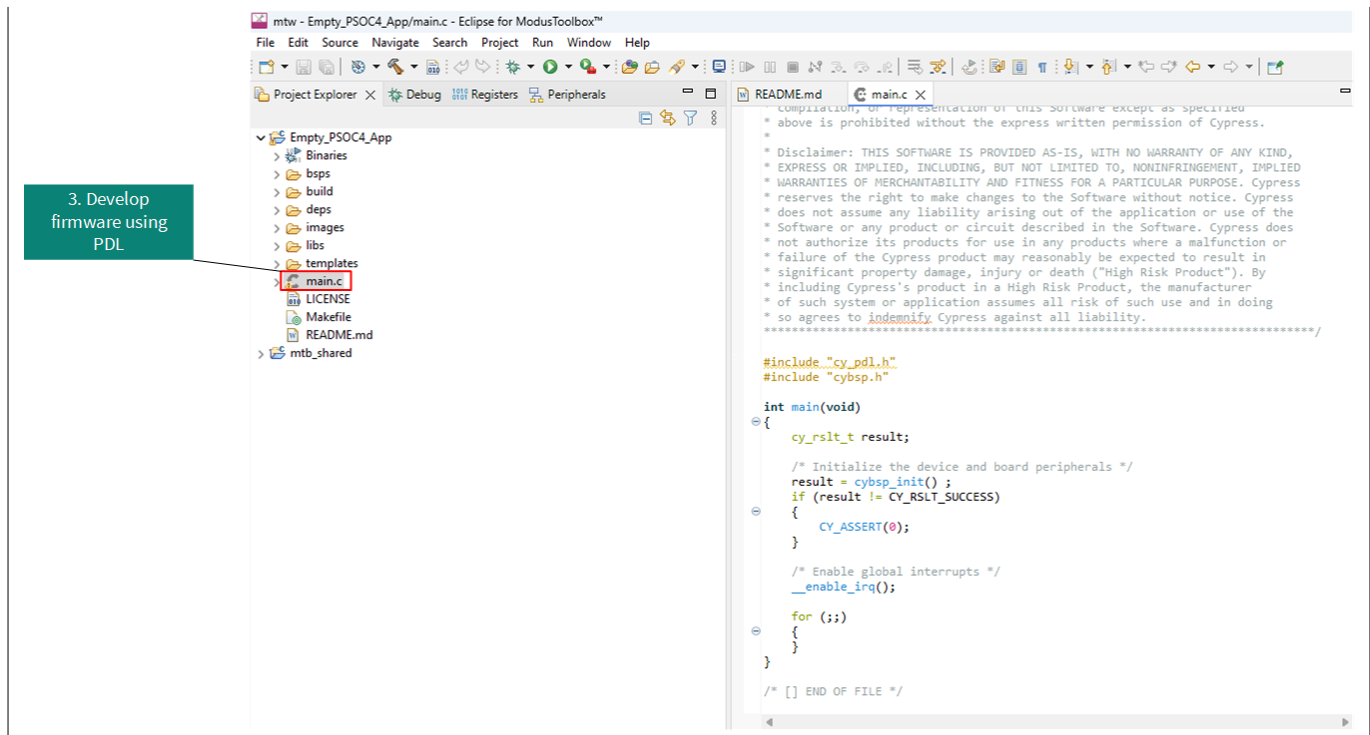 mtw - Empty_PSOC4_App/main.c - Eclipse for ModusToolbox™
File Edit Source Navigate Search Project Run Window Help
Project Explorer Debug Registers Peripherals
README.md main.c
Empty_PSOC4_App
Binaries
bsps
build
deps
images
libs
templates
main.c
LICENSE
Makefile
README.md
mtb_shared
3. Develop
firmware using
PDL
* compilation, or representation of this Software except as specified
* above is prohibited without the express written permission of Cypress.
*
* Disclaimer: THIS SOFTWARE IS PROVIDED AS-IS, WITH NO WARRANTY OF ANY KIND,
* EXPRESS OR IMPLIED, INCLUDING, BUT NOT LIMITED TO, NONINFRINGEMENT, IMPLIED
* WARRANTIES OF MERCHANTABILITY AND FITNESS FOR A PARTICULAR PURPOSE. Cypress
* reserves the right to make changes to the Software without notice. Cypress
* does not assume any liability arising out of the application or use of the
* Software or any product or circuit described in the Software. Cypress does
* not authorize its products for use in any products where a malfunction or
* failure of the Cypress product may reasonably be expected to result in
* significant property damage, injury or death ("High Risk Product"). By
* including Cypress's product in a High Risk Product, the manufacturer
* of such system or application assumes all risk of such use and in doing
* so agrees to indemnify Cypress against all liability.
*******************************************************************************/
#include "cy_pdl.h"
#include "cybsp.h"
int main(void)
{
cy_rslt_t result;
/* Initialize the device and board peripherals */
result = cybsp_init() ;
if (result != CY_RSLT_SUCCESS)
{
CY_ASSERT(0);
}
/* Enable global interrupts */
__enable_irq();
for (;;)
{
}
}
/* [] END OF FILE */